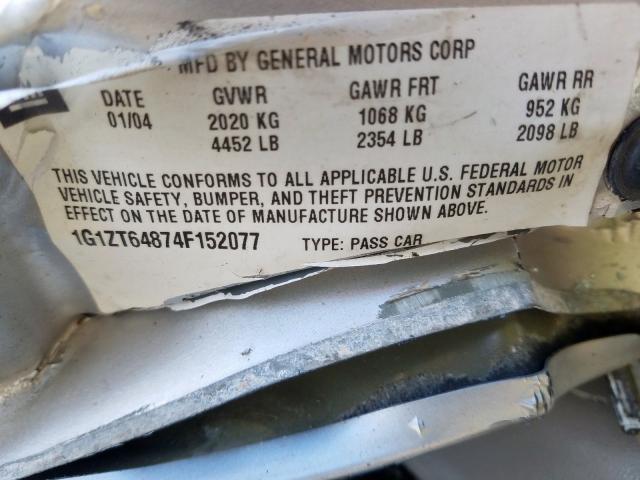 MFD BY GENERAL MOTORS CORP
DATE GVWR GAWR FRT GAWR RR
01/04 2020 KG 1068 KG 952 KG
4452 LB 2354 LB 2098 LB
THIS VEHICLE CONFORMS TO ALL APPLICABLE U.S. FEDERAL MOTOR
VEHICLE SAFETY, BUMPER, AND THEFT PREVENTION STANDARDS IN
EFFECT ON THE DATE OF MANUFACTURE SHOWN ABOVE.
1G1ZT64874F152077 TYPE: PASS CAR